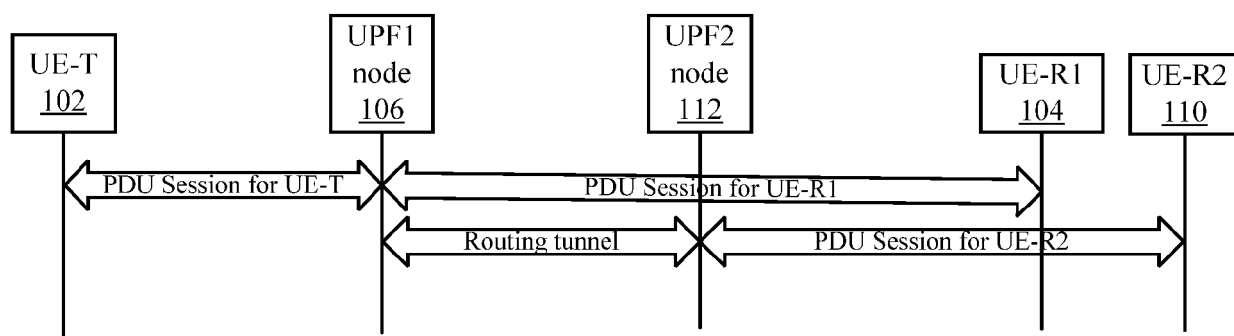 UE-T
102
UPF1
node
106
UPF2
node
112
UE-R1
104
UE-R2
110
PDU Session for UE-T
PDU Session for UE-R1
Routing tunnel
PDU Session for UE-R2